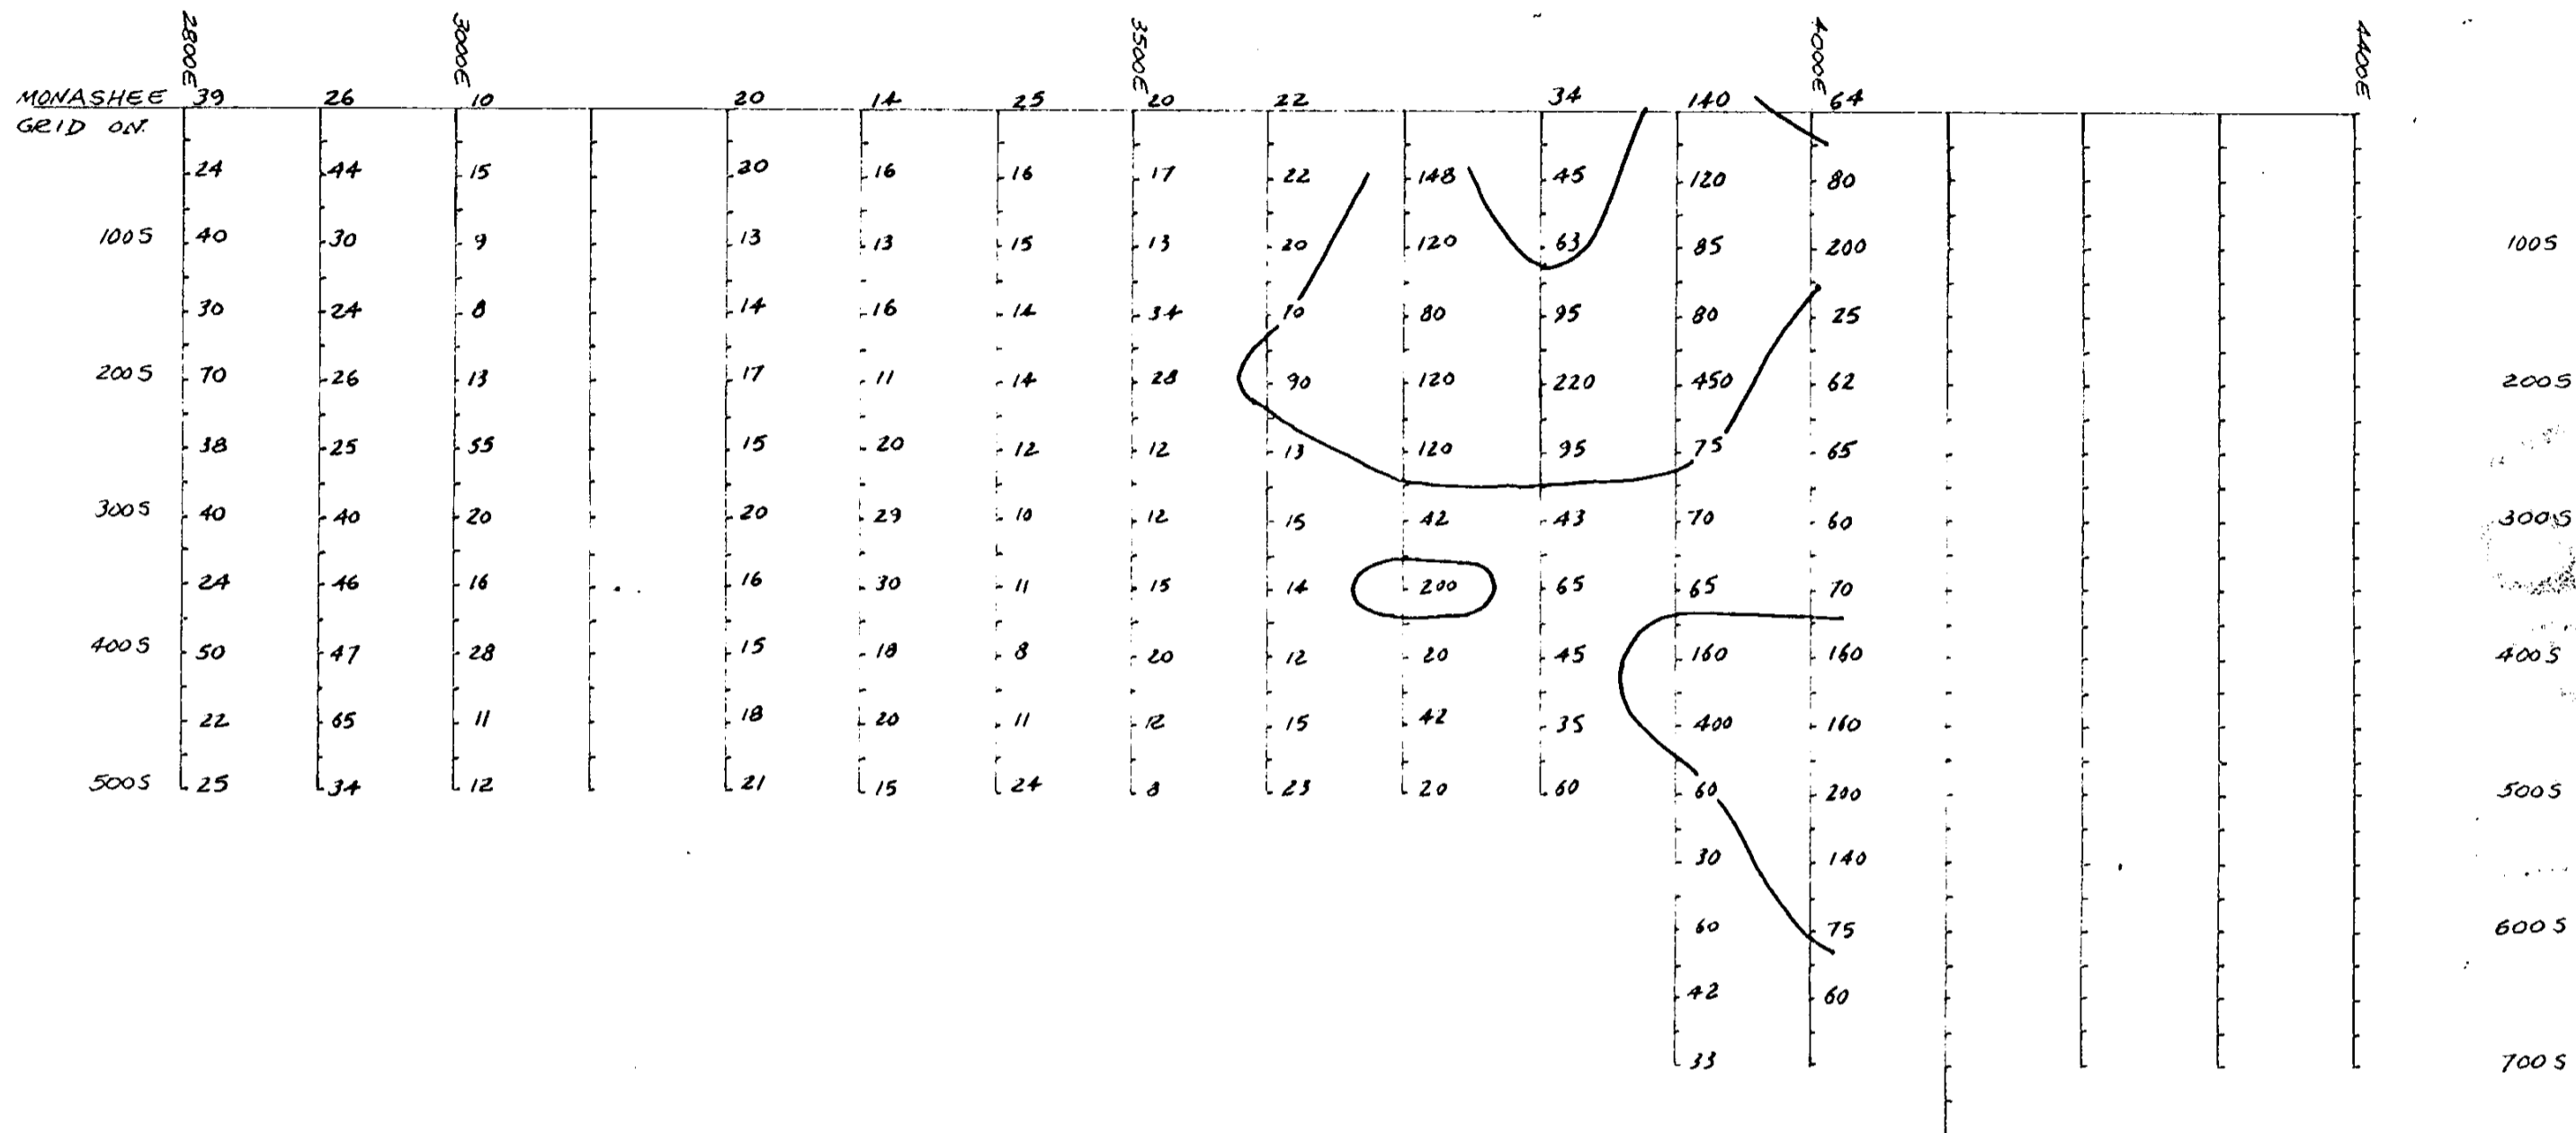 2800E 3000E 3500E 4000E 4400E
MONASHEE 39 26 10 20 14 25 20 22 34 140 64
GRID ON.
24 44 15 20 16 16 17 22 148 45 120 80
100S 40 30 9 13 13 15 13 20 120 63 85 200 100S
30 24 8 14 16 14 34 70 80 95 80 25
200S 70 26 13 17 11 14 28 90 120 220 450 62 200S
38 25 55 15 20 12 12 13 120 95 75 65
300S 40 40 20 20 29 10 12 15 42 43 70 60 300S
24 46 16 16 30 11 15 14 200 65 65 70
400S 50 47 28 15 18 8 20 12 20 45 160 160 400S
22 65 11 18 20 11 12 15 42 35 400 160
500S 25 34 12 21 15 24 8 23 20 60 60 200 500S
30 140
60 75 600S
42 60
33 700S